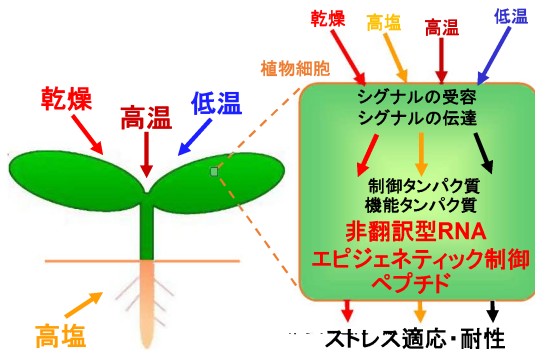 乾燥
高温
低温
高塩
植物細胞
乾燥
高塩
高温
低温
シグナルの受容
シグナルの伝達
制御タンパク質
機能タンパク質
非翻訳型RNA
エピジェネティック制御
ペプチド
ストレス適応・耐性